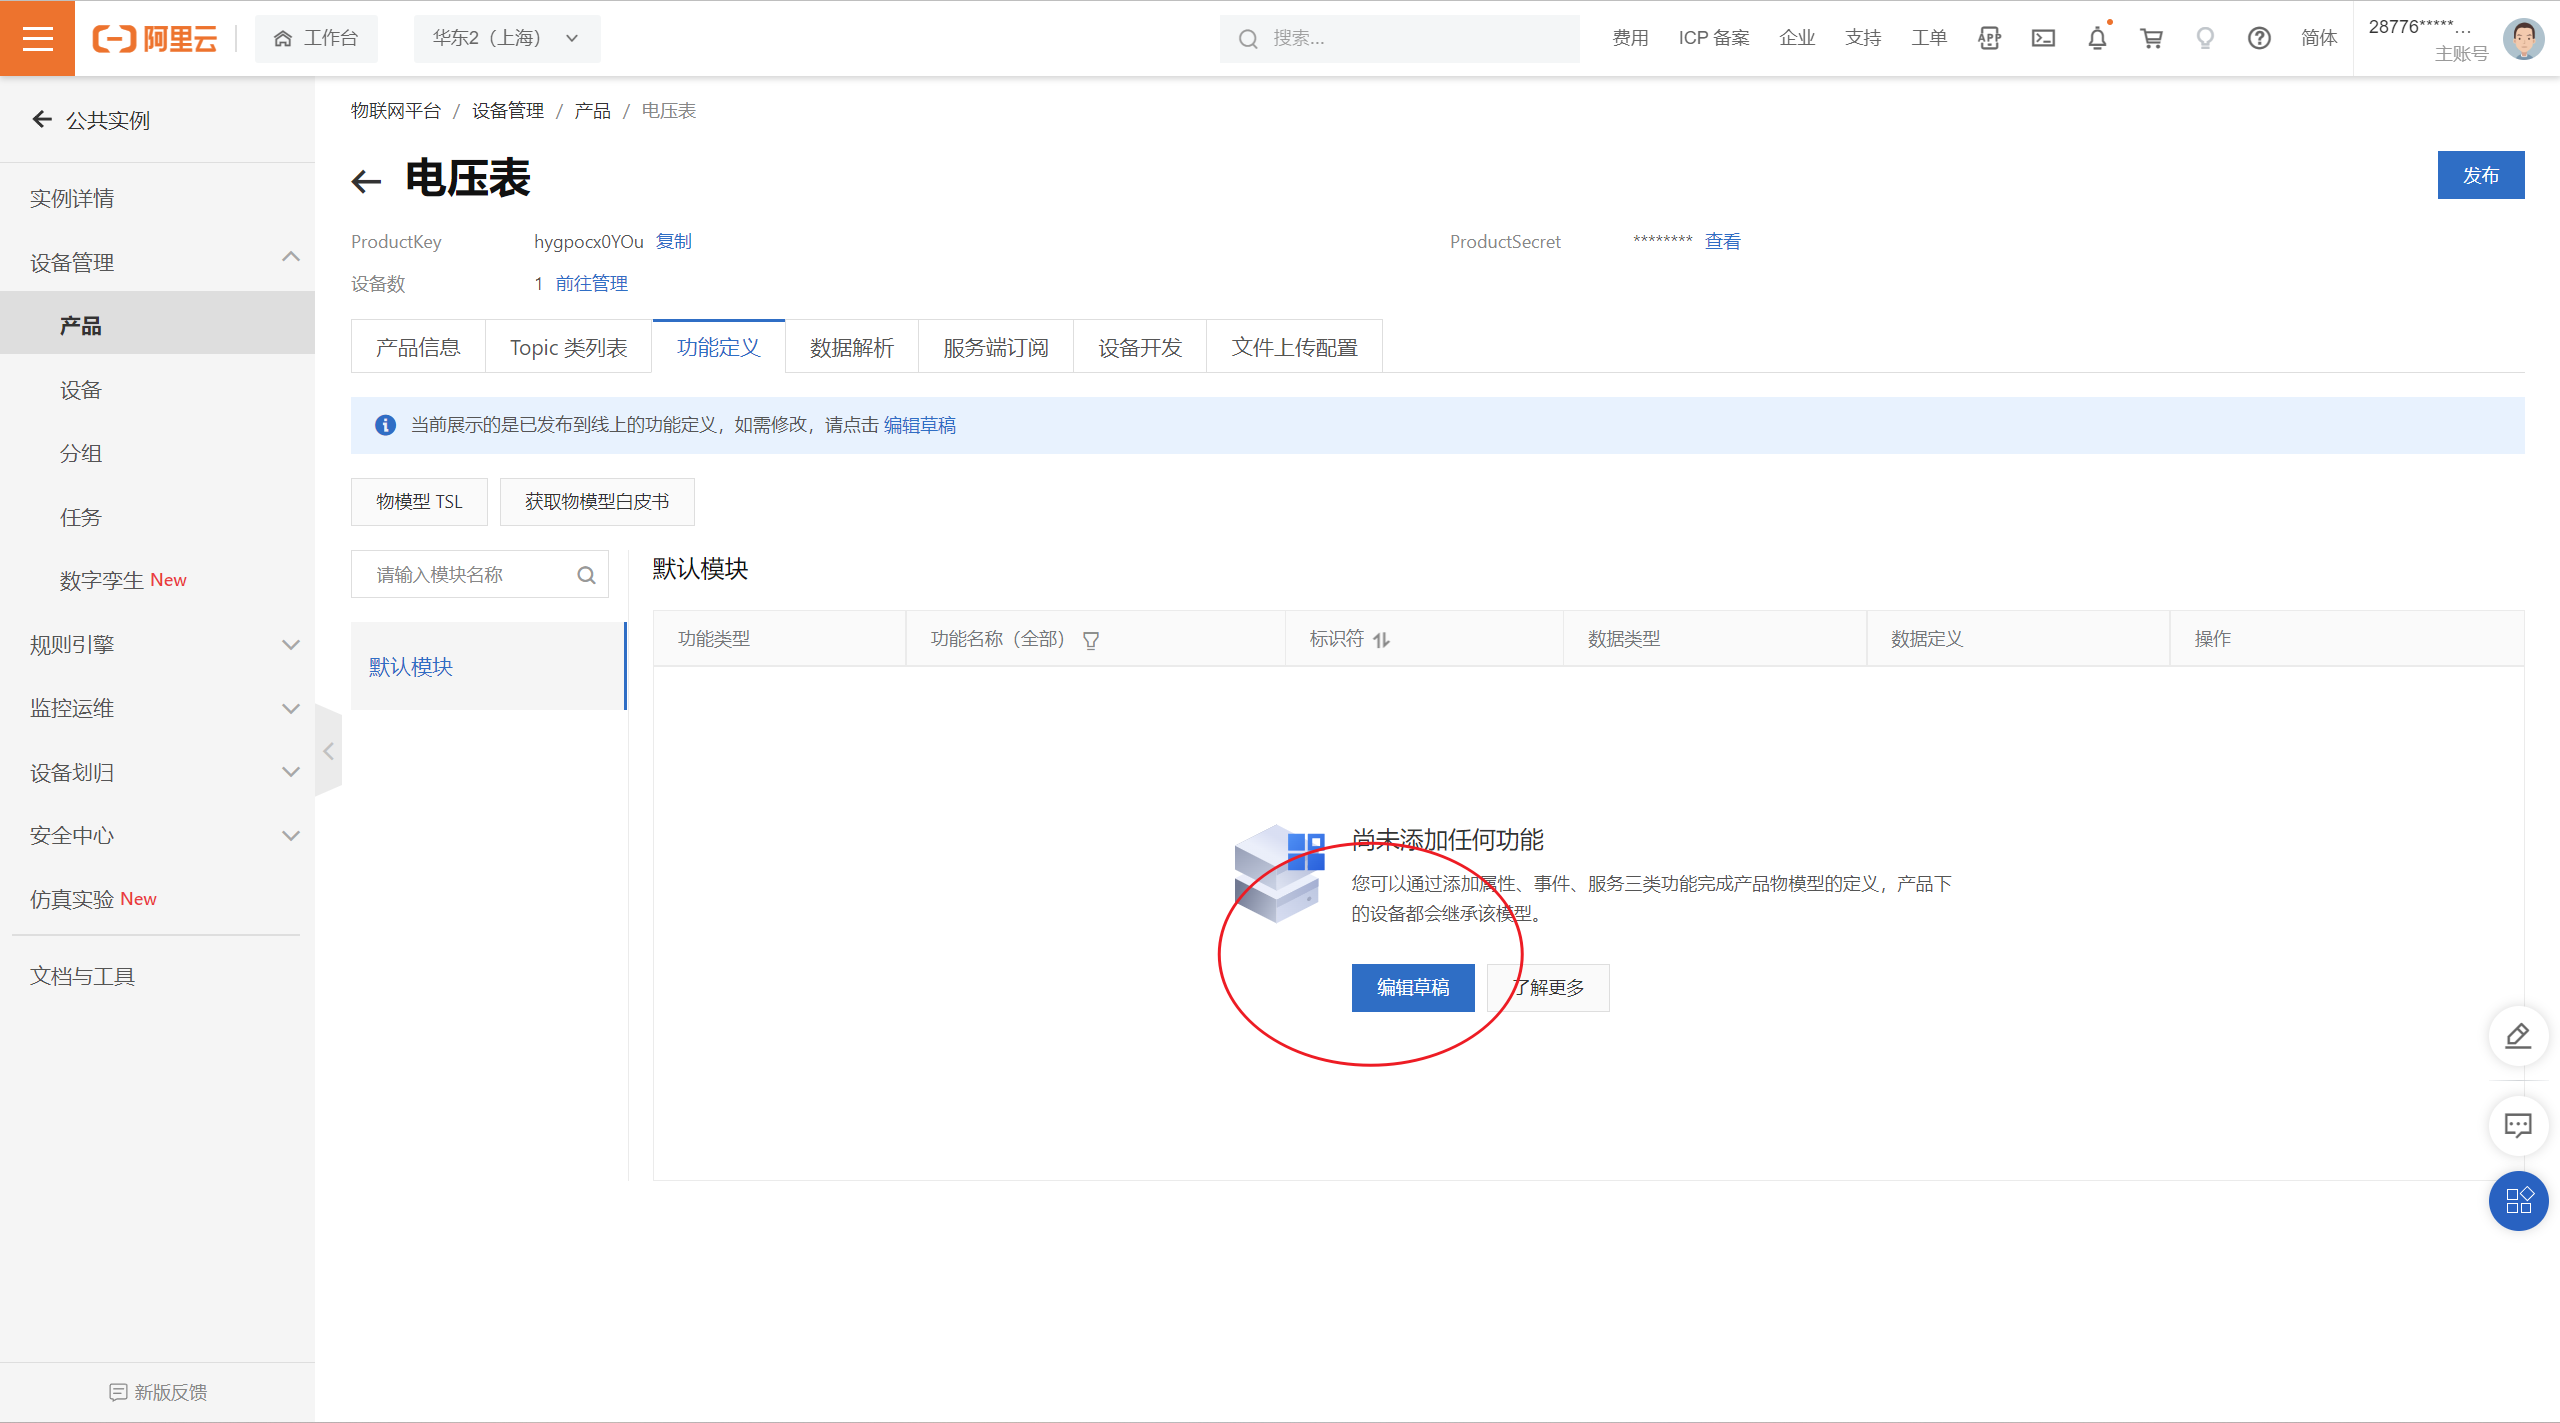 阿里云 工作台 华东2（上海） 搜索... 费用 ICP 备案 企业 支持 工单 APP 简体 28776*****... 主账号
公共实例
实例详情
设备管理
产品
设备
分组
任务
数字孪生 New
规则引擎
监控运维
设备划归
安全中心
仿真实验 New
文档与工具
新版反馈
物联网平台 / 设备管理 / 产品 / 电压表
电压表
发布
ProductKey hygpocx0YOu 复制
ProductSecret ******** 查看
设备数 1 前往管理
产品信息 Topic 类列表 功能定义 数据解析 服务端订阅 设备开发 文件上传配置
当前展示的是已发布到线上的功能定义，如需修改，请点击 编辑草稿
物模型 TSL 获取物模型白皮书
请输入模块名称
默认模块
默认模块
功能类型 功能名称（全部） 标识符 数据类型 数据定义 操作
尚未添加任何功能
您可以通过添加属性、事件、服务三类功能完成产品物模型的定义，产品下
的设备都会继承该模型。
编辑草稿 了解更多